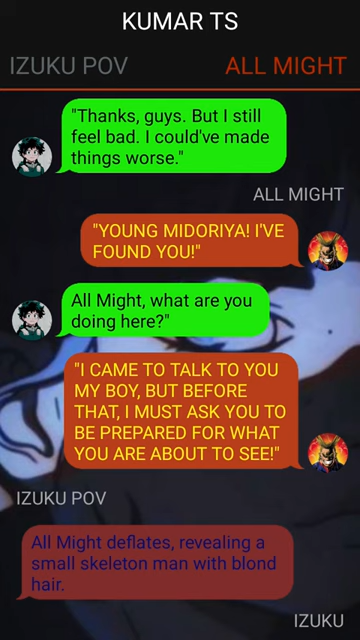 KUMAR TS
IZUKU POV
ALL MIGHT
"Thanks, guys. But I still
feel bad. I could've made
things worse."
ALL MIGHT
"YOUNG MIDORIYA! I'VE
FOUND YOU!"
All Might, what are you
doing here?"
"I CAME TO TALK TO YOU
MY BOY, BUT BEFORE
THAT, I MUST ASK YOU TO
BE PREPARED FOR WHAT
YOU ARE ABOUT TO SEE!"
IZUKU POV
All Might deflates, revealing a
small skeleton man with blond
hair.
IZUKU